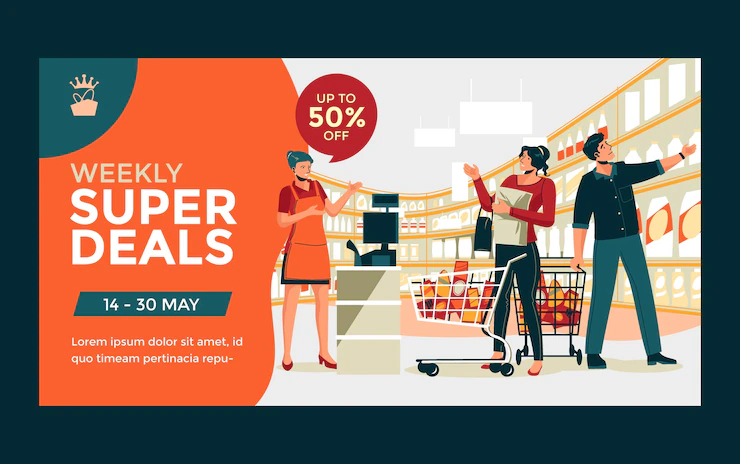 WEEKLY
SUPER
DEALS
14 - 30 MAY
Lorem ipsum dolor sit amet, id
quo timeam pertinacia repu-
UP TO
50%
OFF